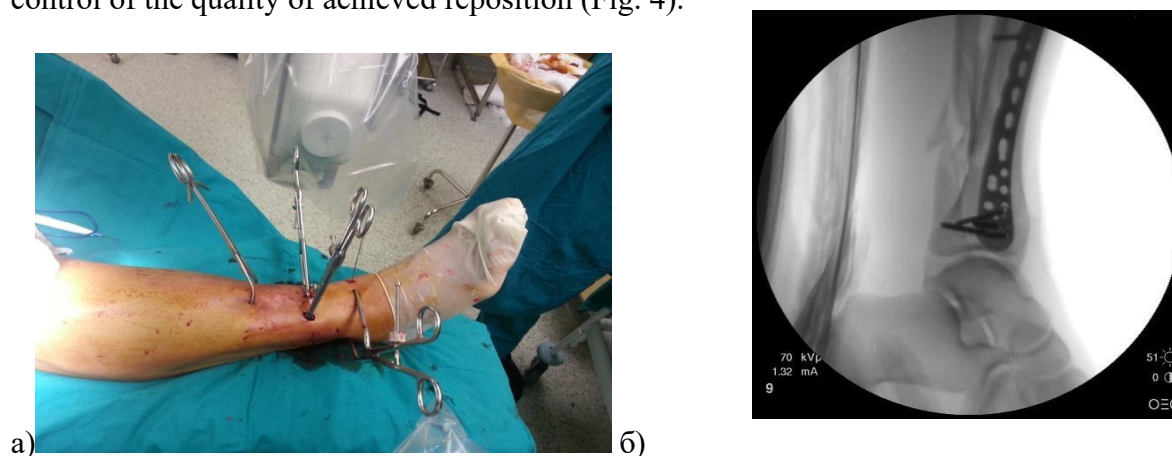 control of the quality of achieved reposition (Fig. 4).
70 kVp
1.32 mA
9
51-
0
а)
б)